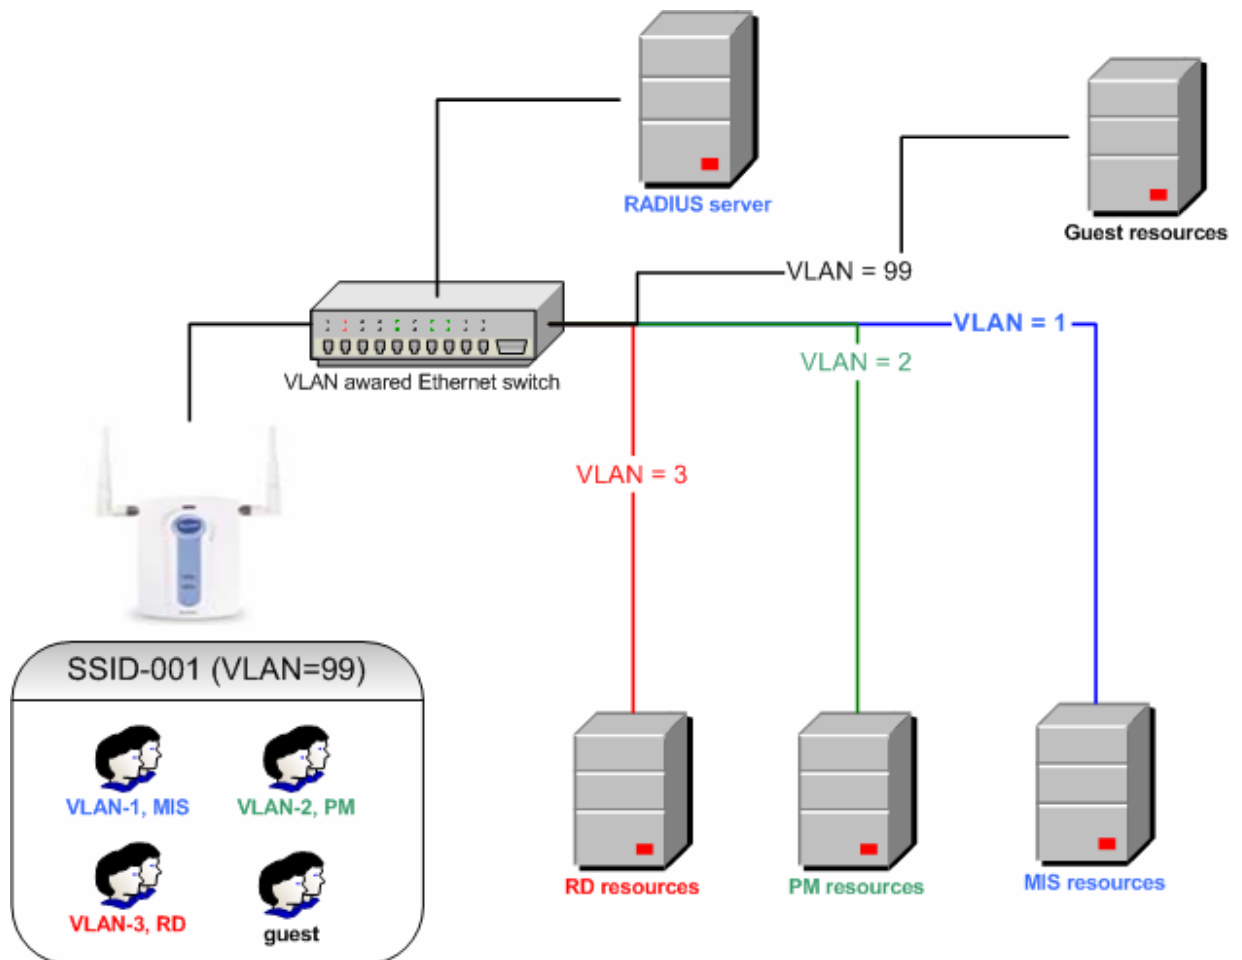 RADIUS server
Guest resources
VLAN = 99
VLAN = 1
VLAN awared Ethernet switch
VLAN = 2
VLAN = 3
SSID-001 (VLAN=99)
VLAN-1, MIS
VLAN-2, PM
VLAN-3, RD
guest
RD resources
PM resources
MIS resources